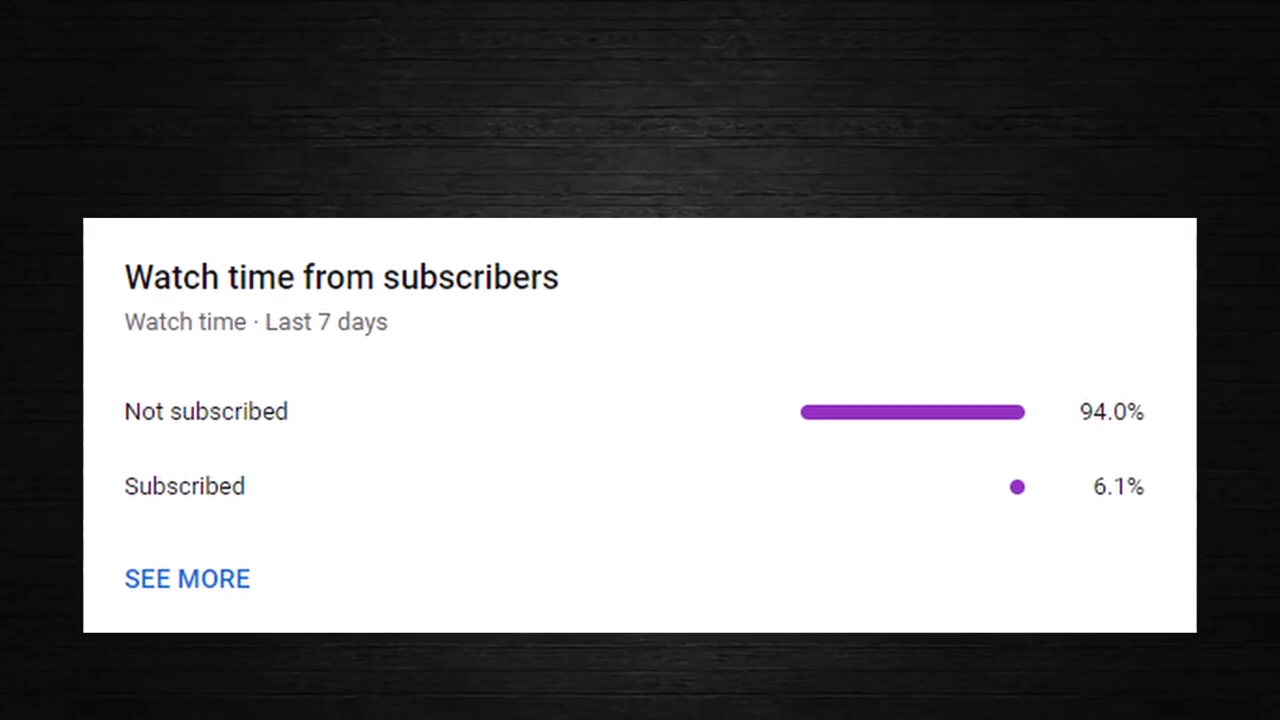 Watch time from subscribers
Watch time · Last 7 days
Not subscribed 94.0%
Subscribed 6.1%
SEE MORE